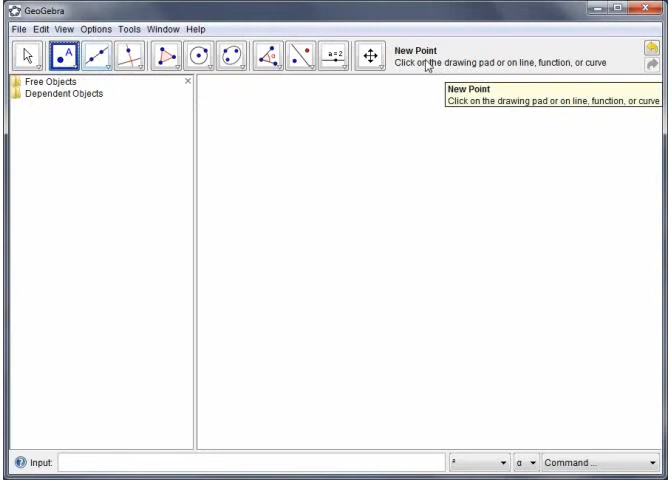 GeoGebra
File Edit View Options Tools Window Help
A
α
a=2
New Point
Click on the drawing pad or on line, function, or curve
New Point
Click on the drawing pad or on line, function, or curve
Free Objects
Dependent Objects
Input:
α
Command ...